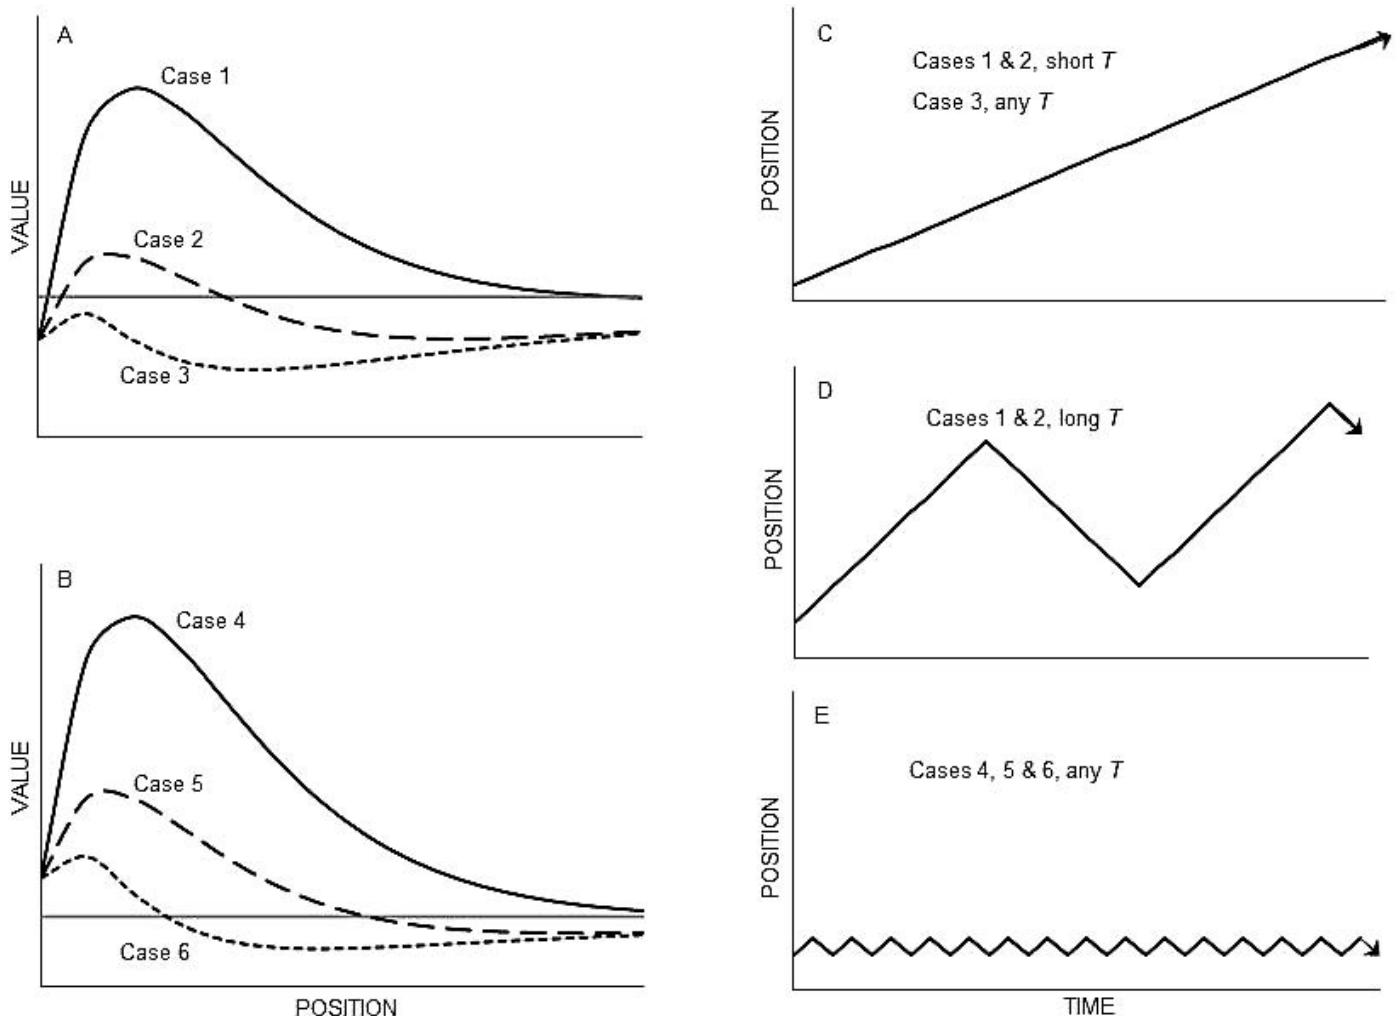 A
Case 1
VALUE
Case 2
Case 3
B
Case 4
VALUE
Case 5
Case 6
POSITION
C
Cases 1 & 2, short T
Case 3, any T
POSITION
D
Cases 1 & 2, long T
POSITION
E
Cases 4, 5 & 6, any T
POSITION
TIME